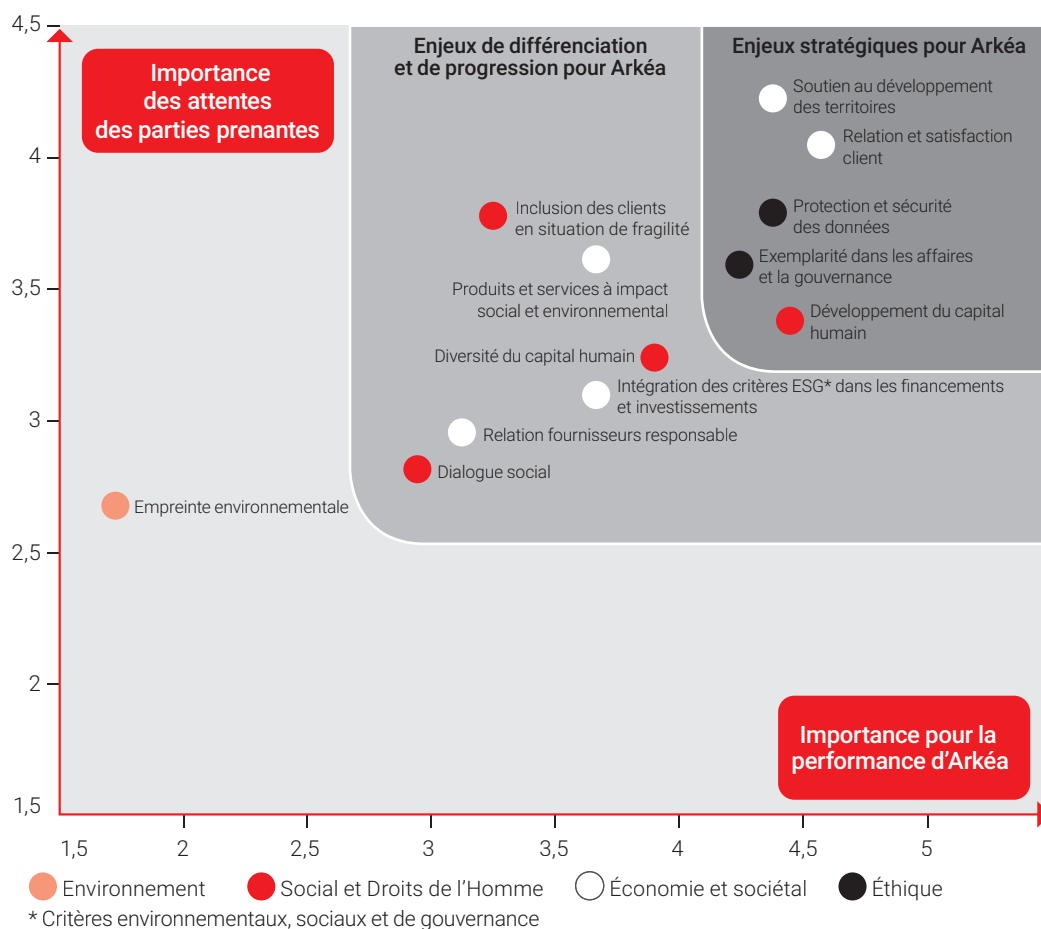 4,5
4
3,5
3
2,5
2
1,5
Importance
des attentes
des parties prenantes
Enjeux de différenciation
et de progression pour Arkéa
Enjeux stratégiques pour Arkéa
Soutien au développement
des territoires
Relation et satisfaction
client
Protection et sécurité
des données
Exemplarité dans les affaires
et la gouvernance
Développement du capital
humain
Inclusion des clients
en situation de fragilité
Produits et services à impact
social et environnemental
Diversité du capital humain
Intégration des critères ESG* dans les financements
et investissements
Relation fournisseurs responsable
Dialogue social
Empreinte environnementale
Importance pour la
performance d’Arkéa
1,5
2
2,5
3
3,5
4
4,5
5
Environnement
Social et Droits de l’Homme
Économie et sociétal
Éthique
* Critères environnementaux, sociaux et de gouvernance